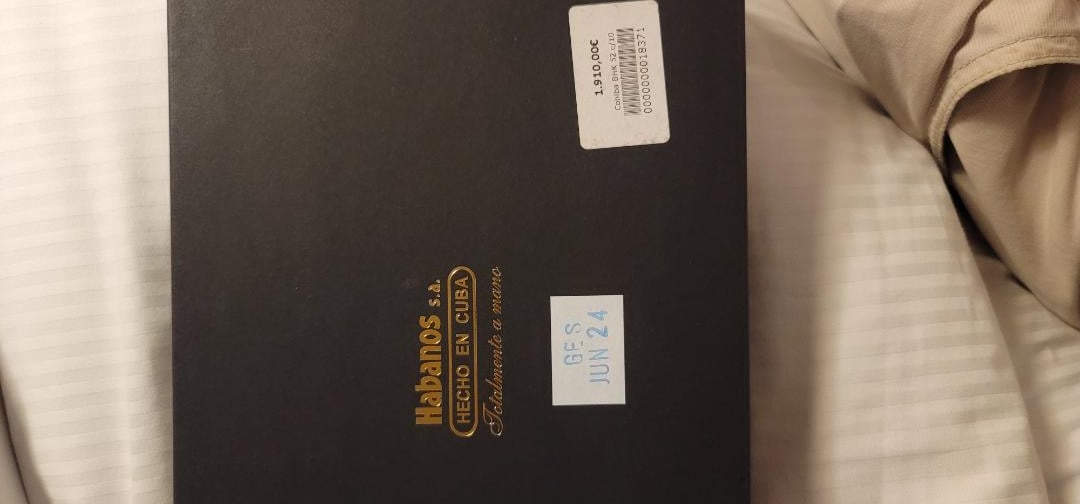 1.910,00€
Cohiba BHK 52 c/10
0000000018371
Habanos s.a.
HECHO EN CUBA
Totalmente a mano
GES
JUN 24